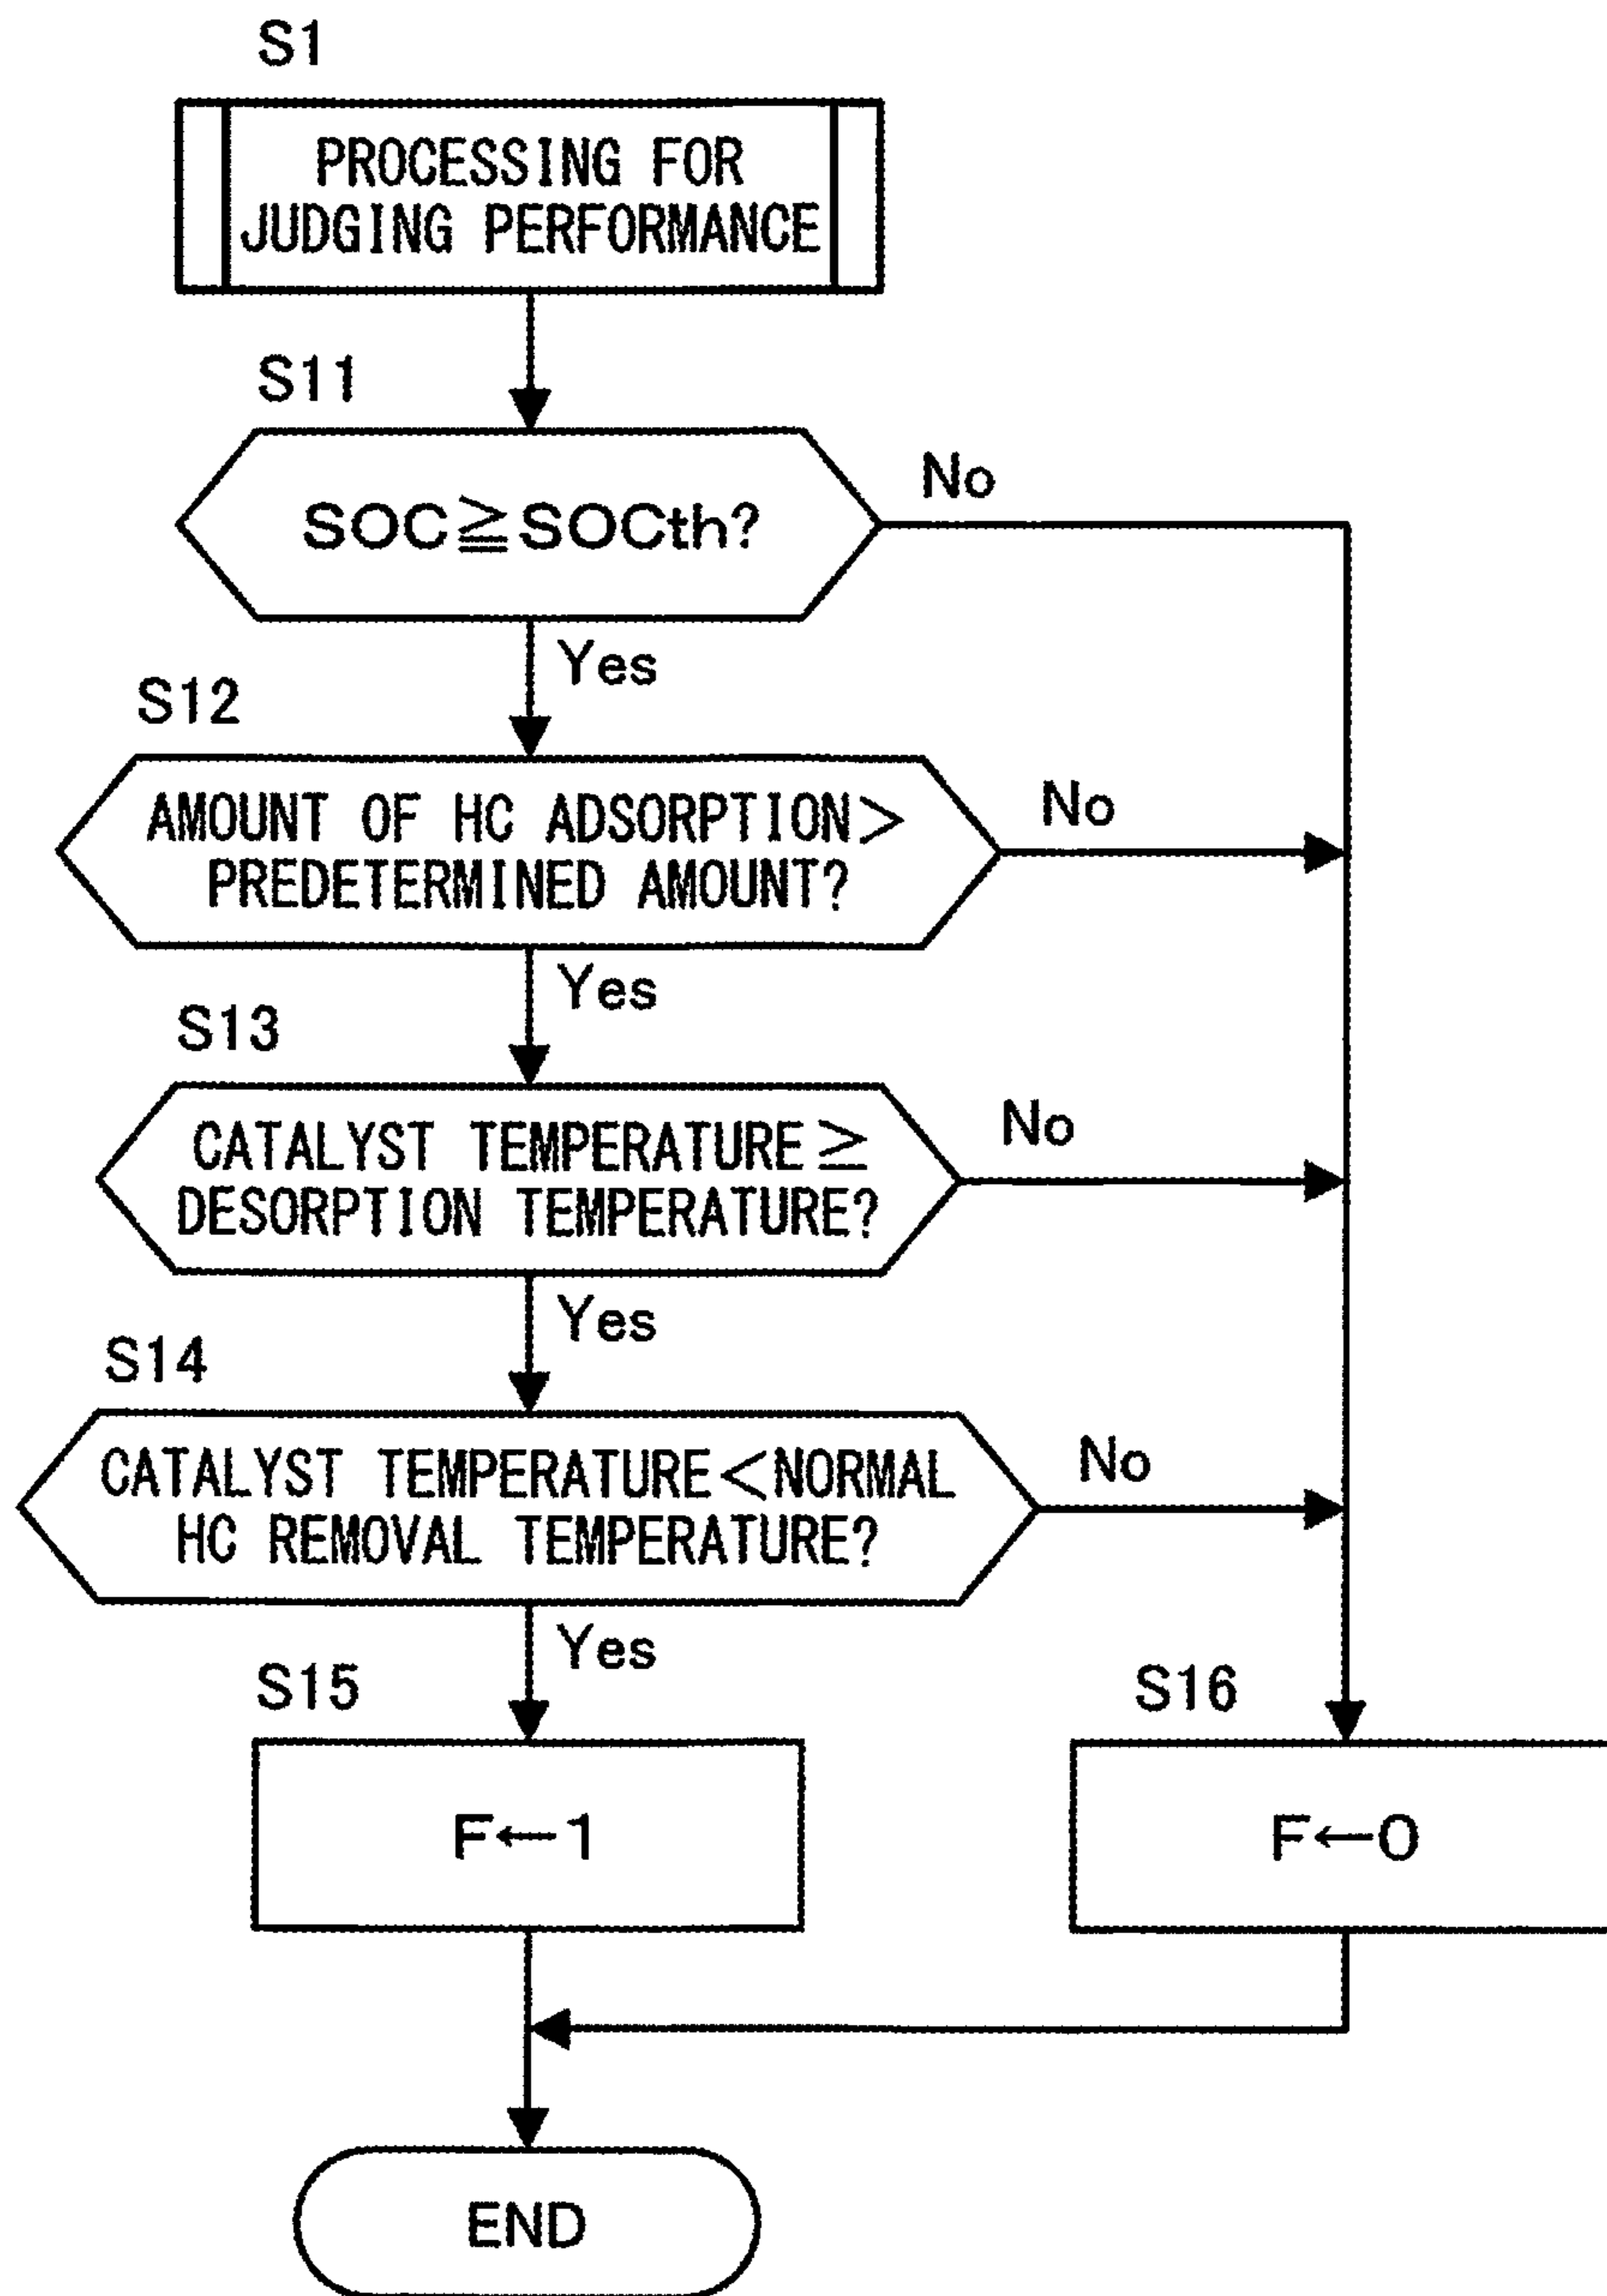 S1
PROCESSING FOR
JUDGING PERFORMANCE
S11
SOC≧SOCth?
No
Yes
S12
AMOUNT OF HC ADSORPTION>
PREDETERMINED AMOUNT?
No
Yes
S13
CATALYST TEMPERATURE≥
DESORPTION TEMPERATURE?
No
Yes
S14
CATALYST TEMPERATURE<NORMAL
HC REMOVAL TEMPERATURE?
No
Yes
S15
F←1
S16
F←0
END